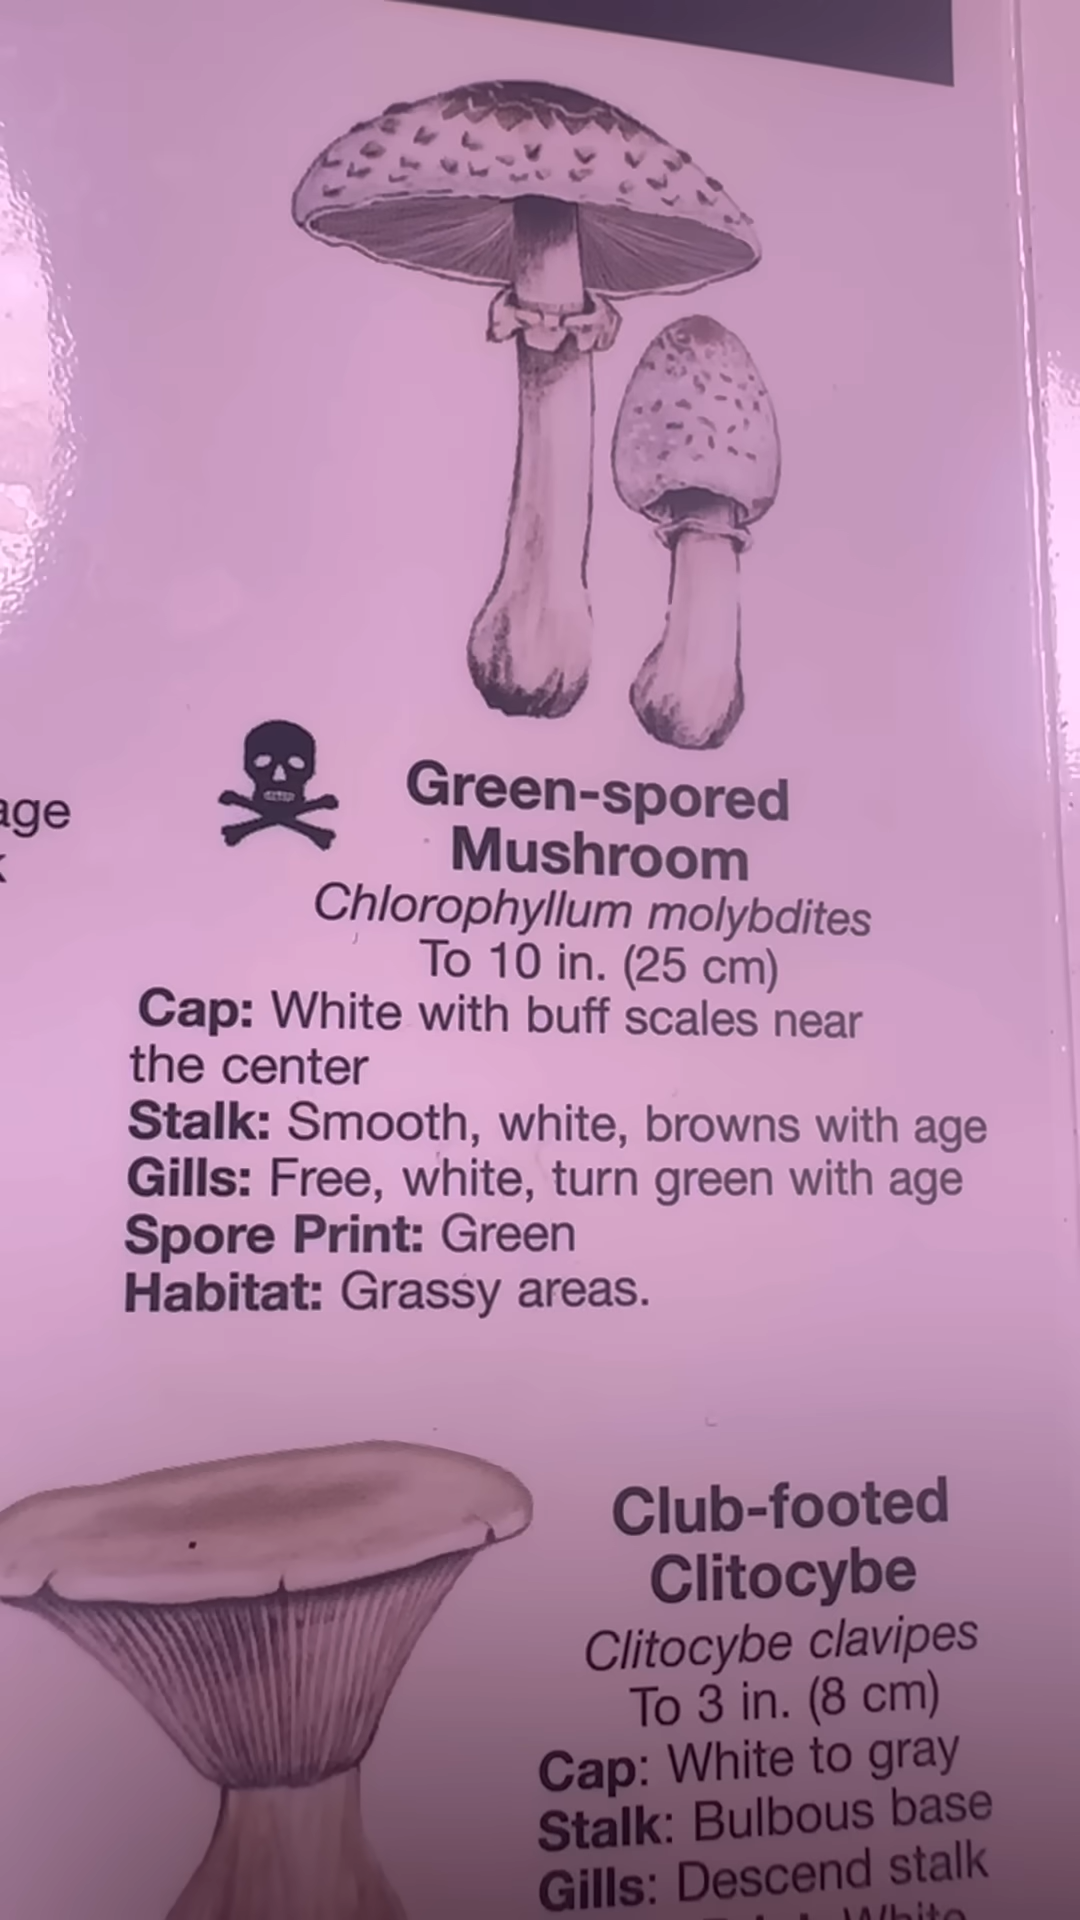 age
Green-spored
Mushroom
Chlorophyllum molybdites
To 10 in. (25 cm)
Cap: White with buff scales near
the center
Stalk: Smooth, white, browns with age
Gills: Free, white, turn green with age
Spore Print: Green
Habitat: Grassy areas.
Club-footed
Clitocybe
Clitocybe clavipes
To 3 in. (8 cm)
Cap: White to gray
Stalk: Bulbous base
Gills: Descend stalk
White